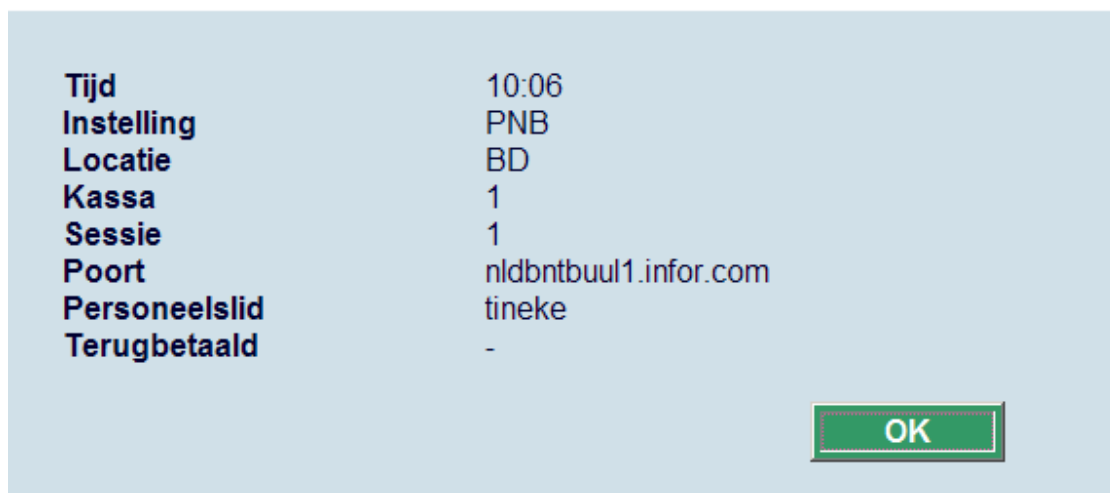 Tijd 10:06
Instelling PNB
Locatie BD
Kassa 1
Sessie 1
Poort nldbntbuul1.infor.com
Personeelslid tineke
Terugbetaald -
OK